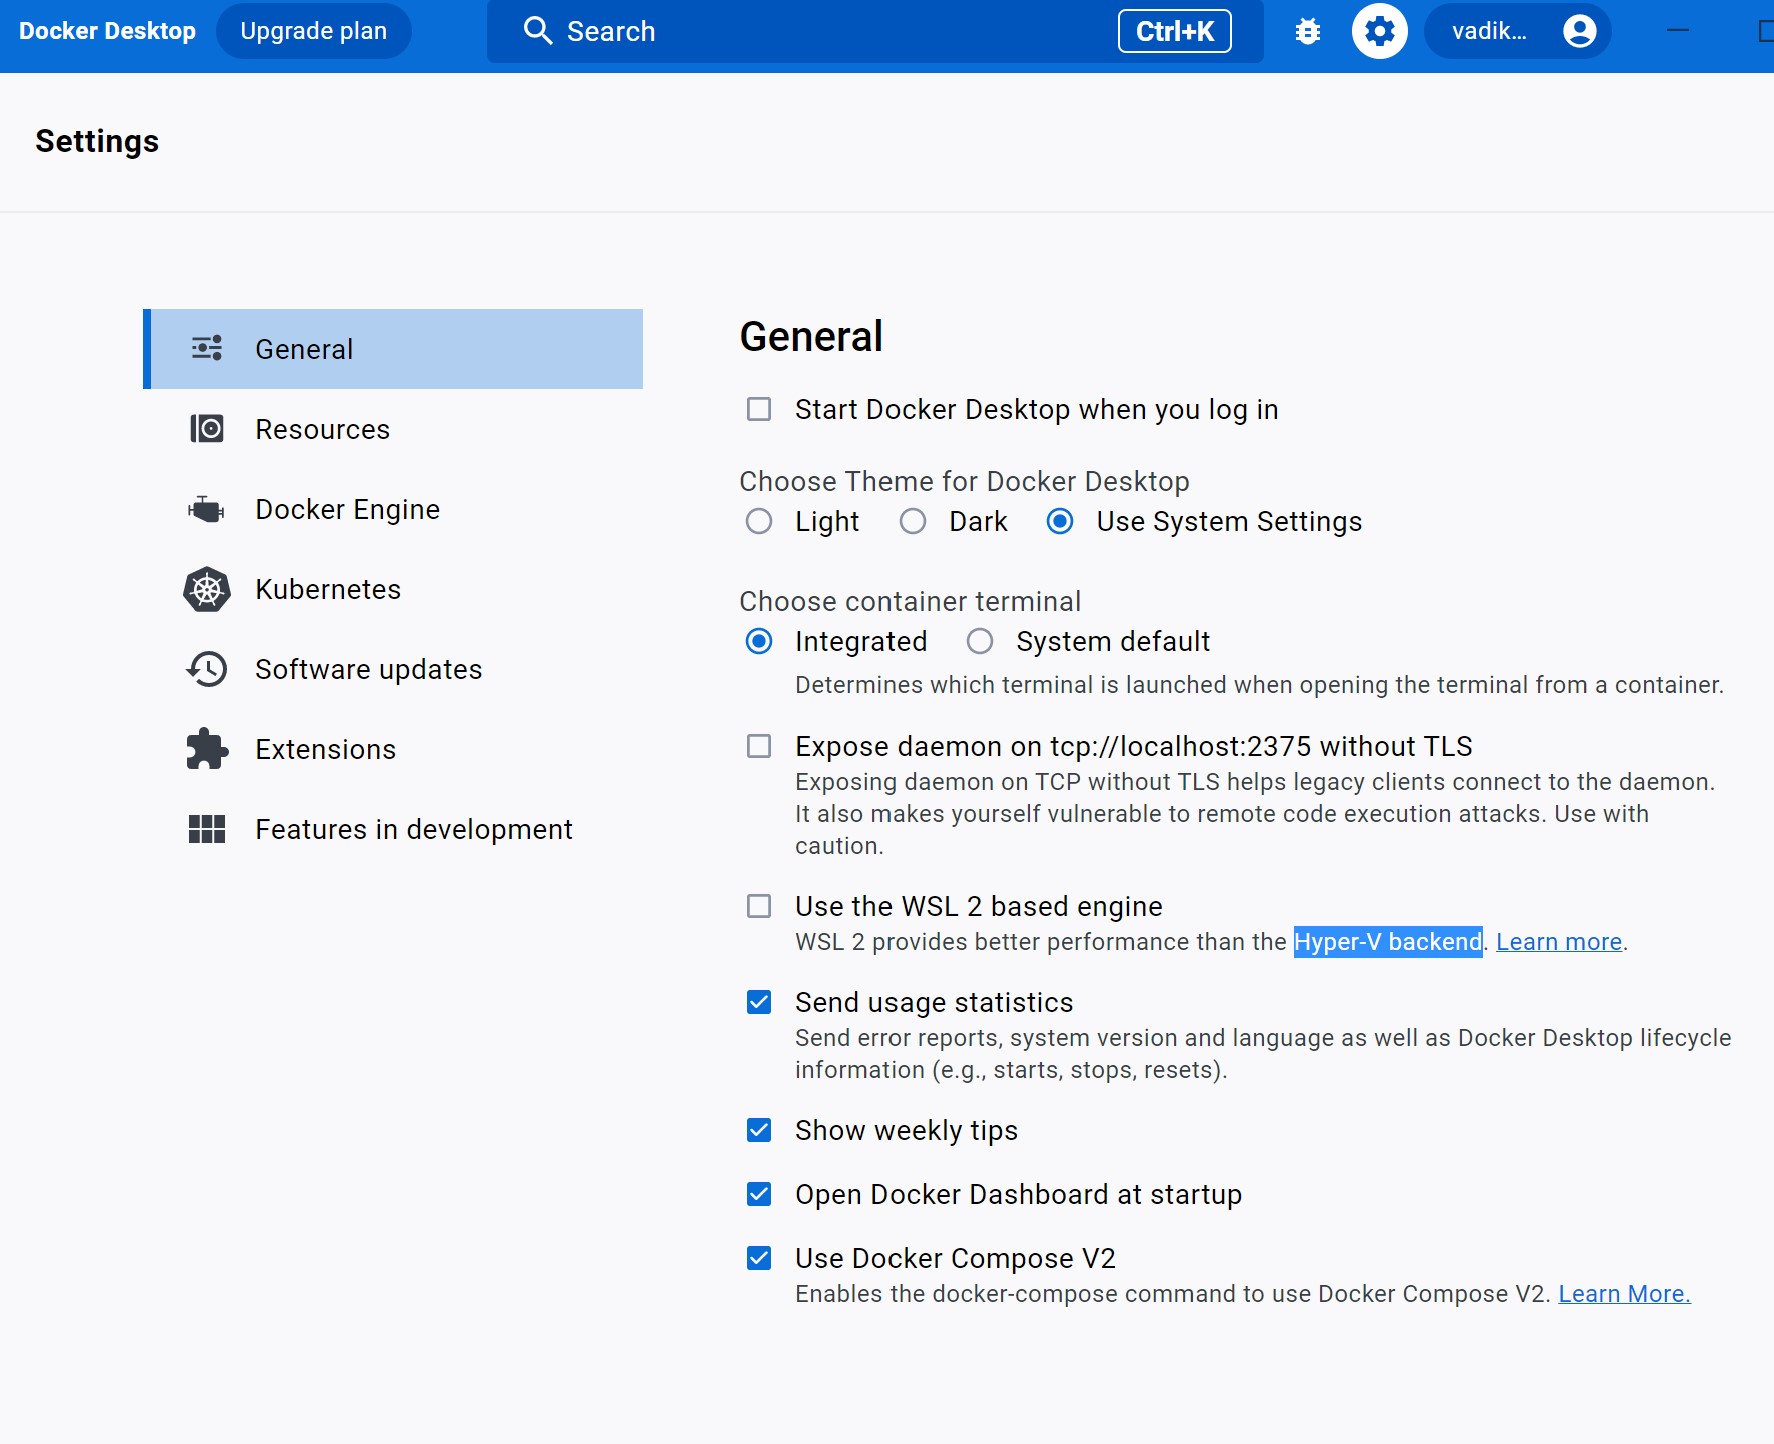 Docker Desktop
Upgrade plan
Search
Ctrl+K
vadik...
Settings
General
Resources
Docker Engine
Kubernetes
Software updates
Extensions
Features in development
General
Start Docker Desktop when you log in
Choose Theme for Docker Desktop
Light Dark Use System Settings
Choose container terminal
Integrated System default
Determines which terminal is launched when opening the terminal from a container.
Expose daemon on tcp://localhost:2375 without TLS
Exposing daemon on TCP without TLS helps legacy clients connect to the daemon.
It also makes yourself vulnerable to remote code execution attacks. Use with
caution.
Use the WSL 2 based engine
WSL 2 provides better performance than the Hyper-V backend. Learn more.
Send usage statistics
Send error reports, system version and language as well as Docker Desktop lifecycle
information (e.g., starts, stops, resets).
Show weekly tips
Open Docker Dashboard at startup
Use Docker Compose V2
Enables the docker-compose command to use Docker Compose V2. Learn More.